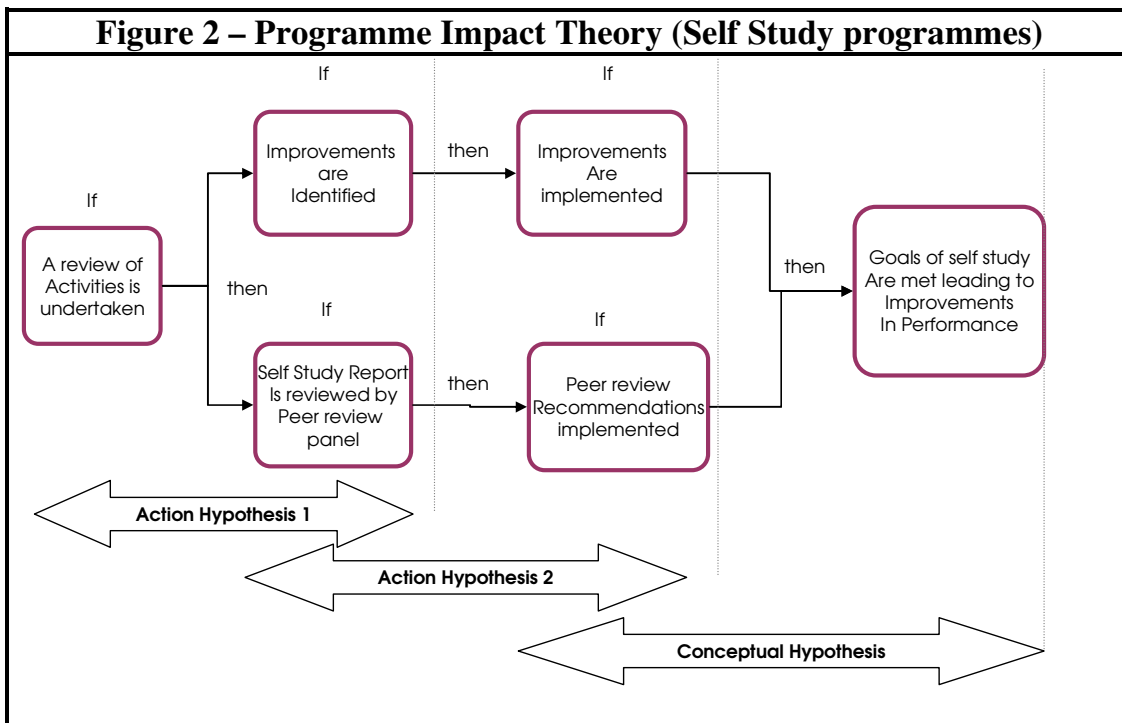 Figure 2 – Programme Impact Theory (Self Study programmes)
If
If
Improvements
are
Identified
then
Improvements
Are
implemented
If
A review of
Activities is
undertaken
then
then
Goals of self study
Are met leading to
Improvements
In Performance
If
If
Self Study Report
Is reviewed by
Peer review
panel
then
Peer review
Recommendations
implemented
Action Hypothesis 1
Action Hypothesis 2
Conceptual Hypothesis